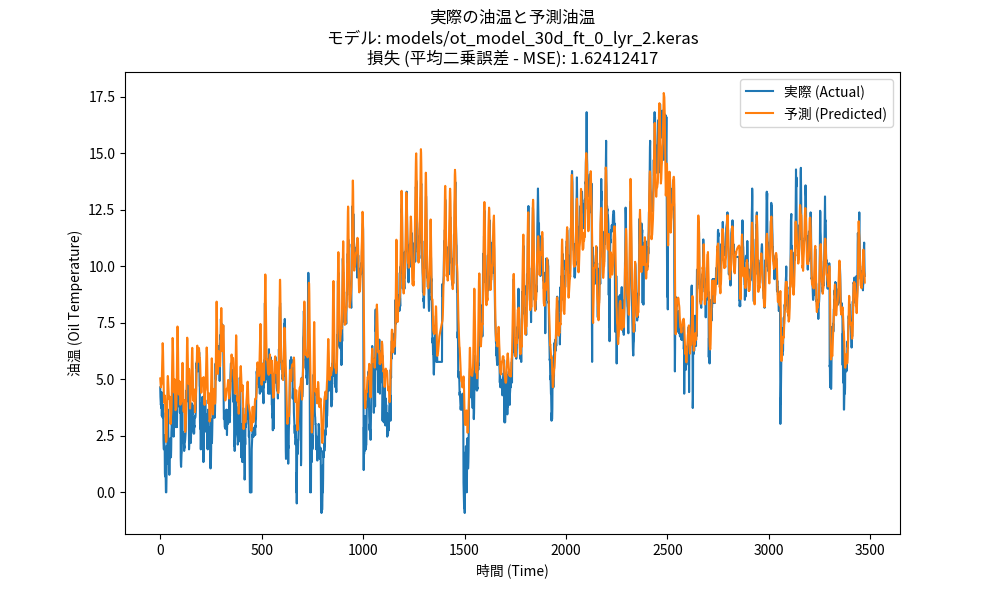 実際の油温と予測油温
モデル: models/ot_model_30d_ft_0_lyr_2.keras
損失 (平均二乗誤差 - MSE): 1.62412417
実際 (Actual)
予測 (Predicted)
油温 (Oil Temperature)
17.5
15.0
12.5
10.0
7.5
5.0
2.5
0.0
0
500
1000
1500
2000
2500
3000
3500
時間 (Time)